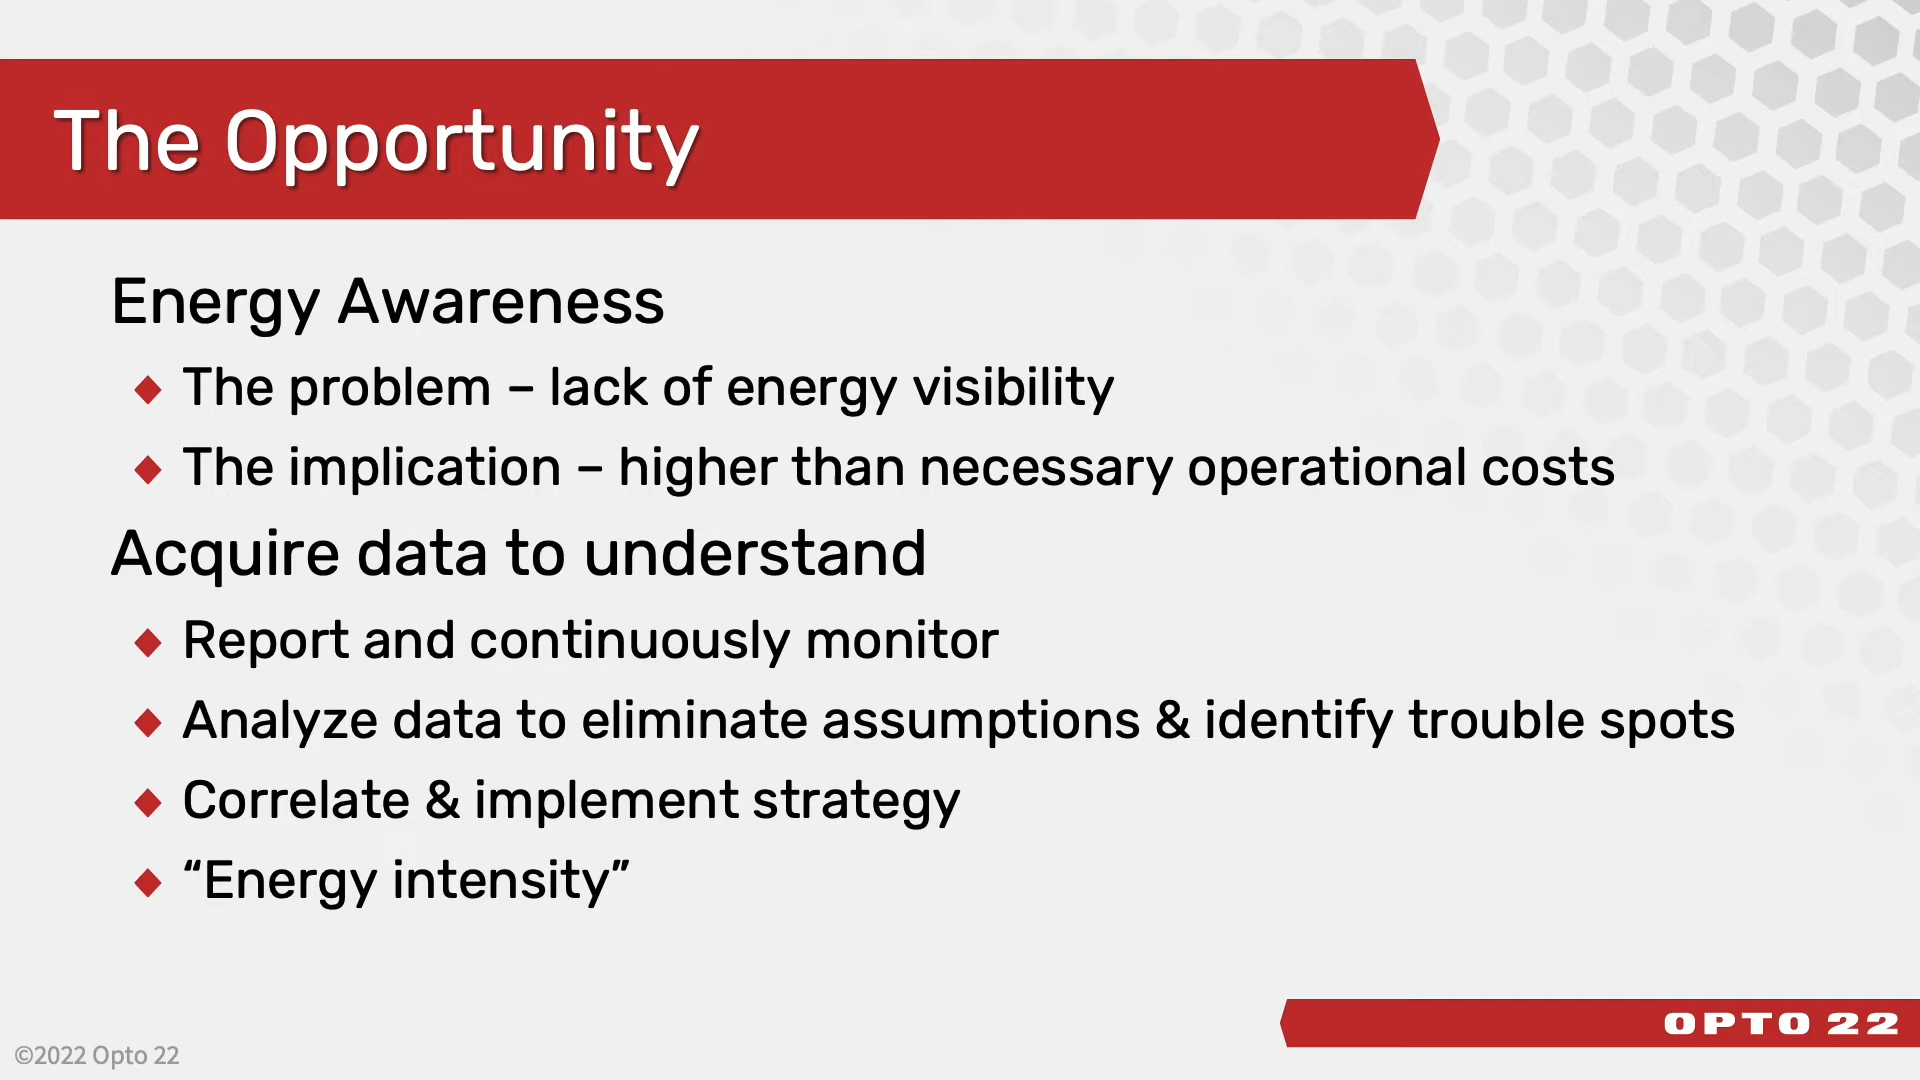 The Opportunity
Energy Awareness
The problem – lack of energy visibility
The implication – higher than necessary operational costs
Acquire data to understand
Report and continuously monitor
Analyze data to eliminate assumptions & identify trouble spots
Correlate & implement strategy
“Energy intensity”
OPTO 22
©2022 Opto 22